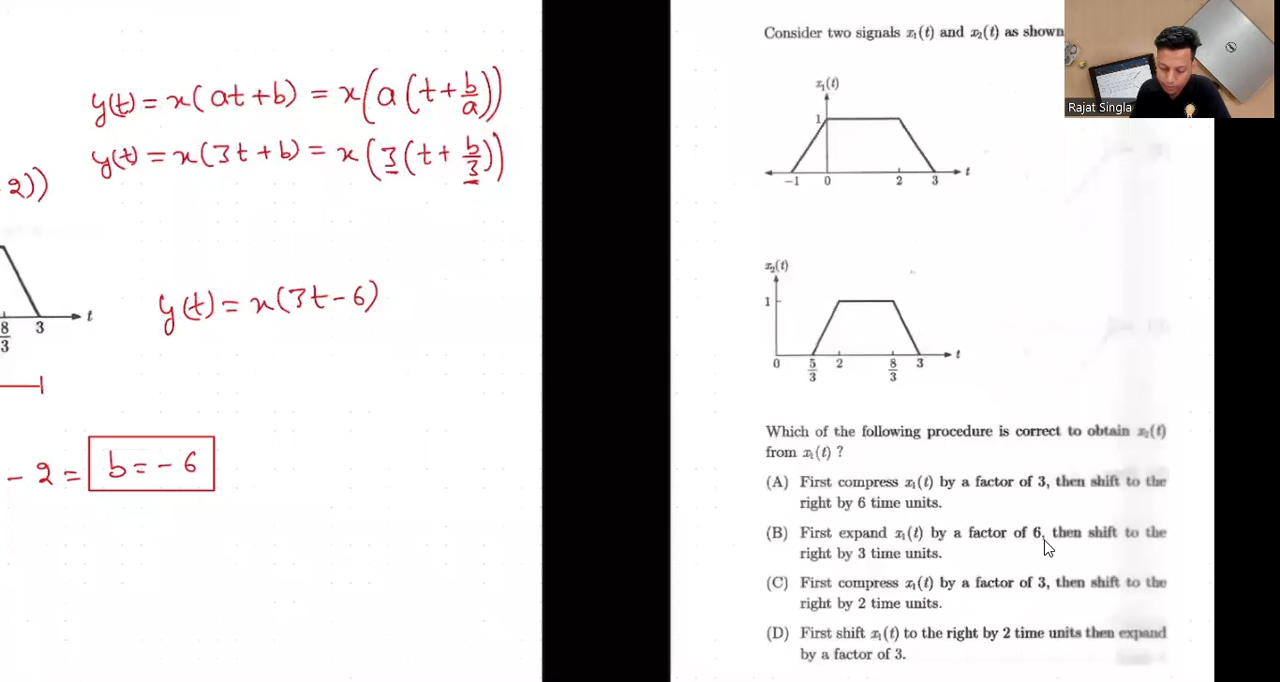 y(t) = x(at+b) = x(a(t+b/a))
y(t) = x(3t+b) = x(3(t+b/3))
2))
8/3 3 t
y(t) = x(3t-6)
- 2 = b = - 6
Consider two signals x₁(t) and x₂(t) as shown
Rajat Singla
x₁(t)
1
−1 0 2 3 t
x₂(t)
1
0 5/3 2 8/3 3 t
Which of the following procedure is correct to obtain x₂(t)
from x₁(t) ?
(A) First compress x₁(t) by a factor of 3, then shift to the
right by 6 time units.
(B) First expand x₁(t) by a factor of 6, then shift to the
right by 3 time units.
(C) First compress x₁(t) by a factor of 3, then shift to the
right by 2 time units.
(D) First shift x₁(t) to the right by 2 time units then expand
by a factor of 3.